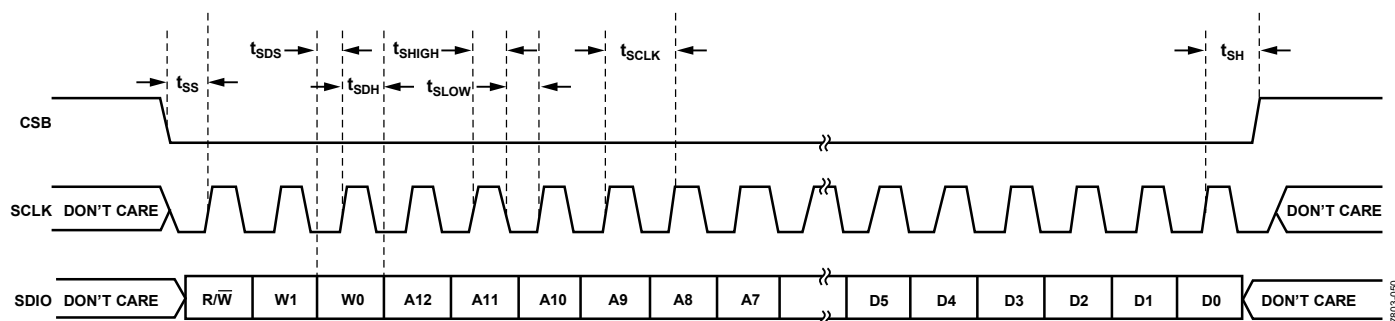 tSDS tSHIGH tSCLK tSH
tSS tSDH tSLOW
CSB
SCLK DON'T CARE DON'T CARE
SDIO DON'T CARE R/W̅ W1 W0 A12 A11 A10 A9 A8 A7 D5 D4 D3 D2 D1 D0 DON'T CARE